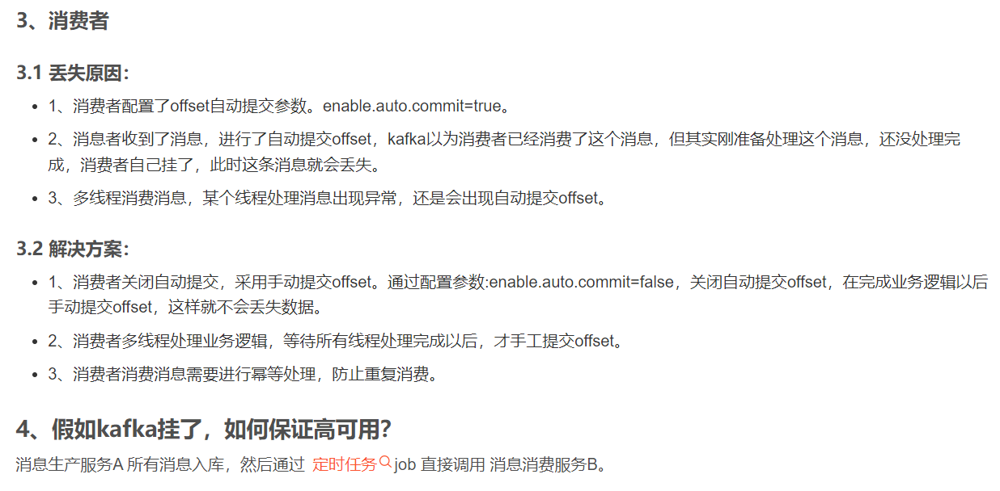 3、消费者
3.1 丢失原因：
1、消费者配置了offset自动提交参数。enable.auto.commit=true。
2、消息者收到了消息，进行了自动提交offset，kafka以为消费者已经消费了这个消息，但其实刚准备处理这个消息，还没处理完
成，消费者自己挂了，此时这条消息就会丢失。
3、多线程消费消息，某个线程处理消息出现异常，还是会出现自动提交offset。
3.2 解决方案：
1、消费者关闭自动提交，采用手动提交offset。通过配置参数:enable.auto.commit=false，关闭自动提交offset，在完成业务逻辑以后
手动提交offset，这样就不会丢失数据。
2、消费者多线程处理业务逻辑，等待所有线程处理完成以后，才手工提交offset。
3、消费者消费消息需要进行幂等处理，防止重复消费。
4、假如kafka挂了，如何保证高可用？
消息生产服务A 所有消息入库，然后通过 定时任务 job 直接调用 消息消费服务B。